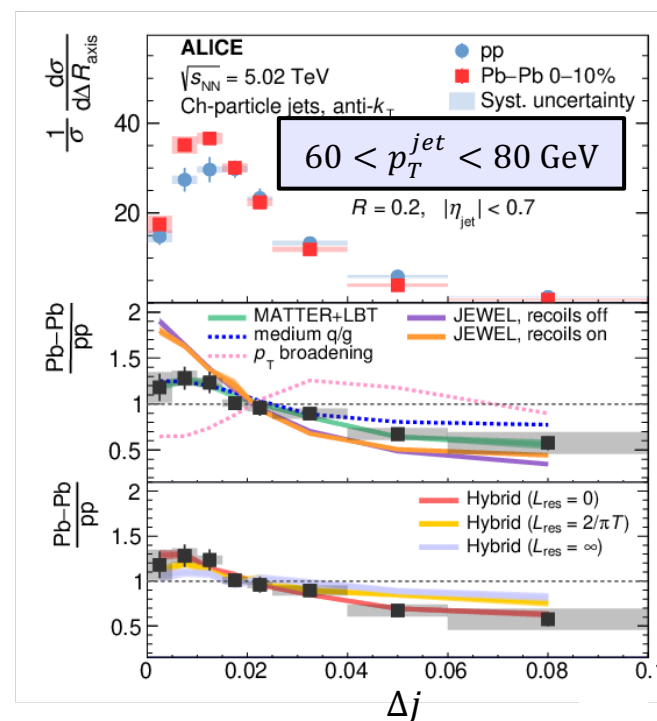 ALICE
√s_NN = 5.02 TeV
Ch-particle jets, anti-k_T
pp
Pb–Pb 0–10%
Syst. uncertainty
60 < p_T^jet < 80 GeV
R = 0.2, |η_jet| < 0.7
1/σ dσ/dΔR_axis
40
20
Pb–Pb/pp
2
1.5
1
0.5
MATTER+LBT
medium q/g
p_T broadening
JEWEL, recoils off
JEWEL, recoils on
Pb–Pb/pp
2
1.5
1
0.5
Hybrid (L_res = 0)
Hybrid (L_res = 2/πT)
Hybrid (L_res = ∞)
0 0.02 0.04 0.06 0.08 0.1
Δj